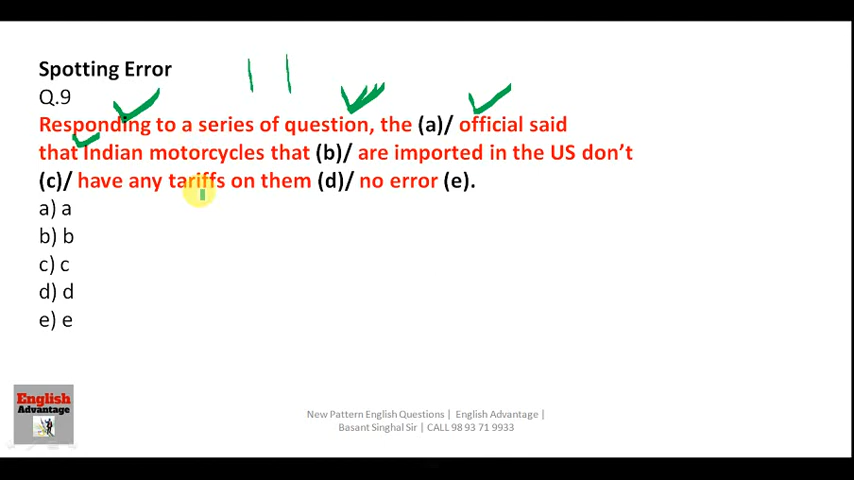 Spotting Error
Q.9
Responding to a series of question, the (a)/ official said
that Indian motorcycles that (b)/ are imported in the US don't
(c)/ have any tariffs on them (d)/ no error (e).
a) a
b) b
c) c
d) d
e) e
English
Advantage
New Pattern English Questions | English Advantage |
Basant Singhal Sir | CALL 98 93 71 9933